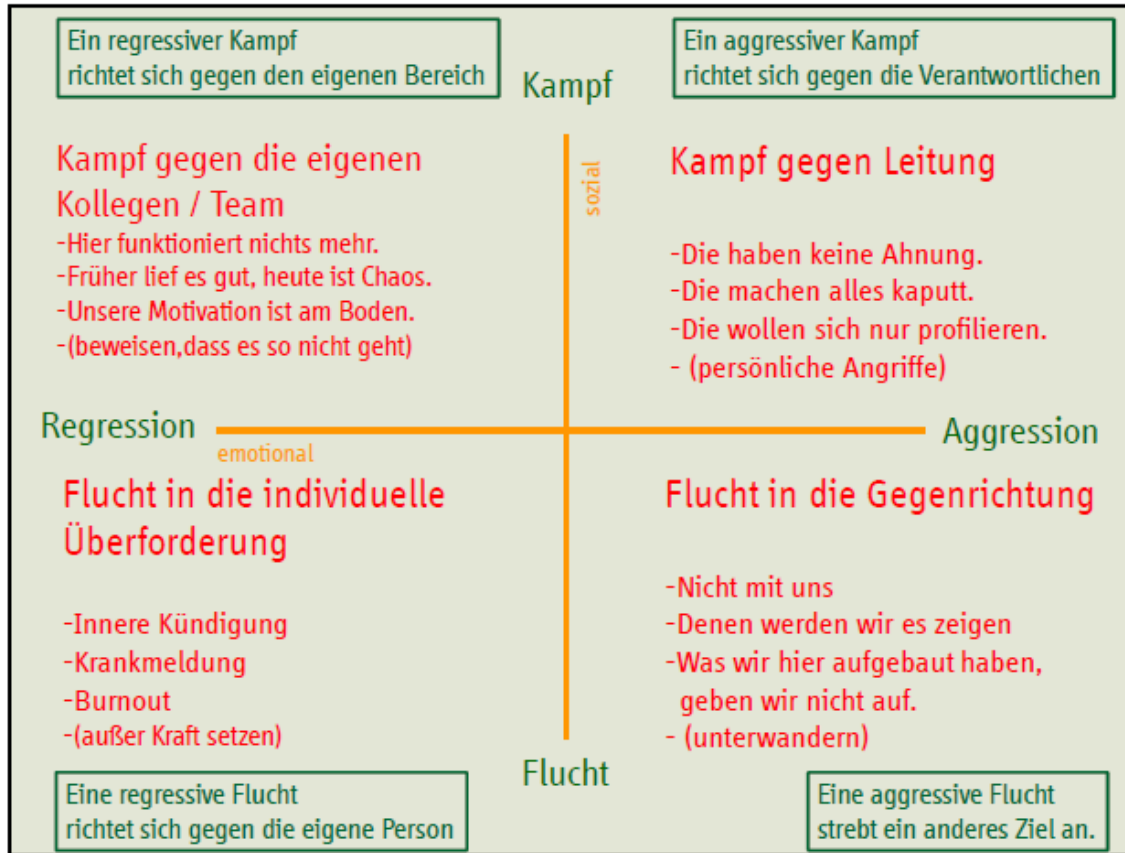 Ein regressiver Kampf
richtet sich gegen den eigenen Bereich
Ein aggressiver Kampf
richtet sich gegen die Verantwortlichen
Kampf
sozial
Kampf gegen die eigenen
Kollegen / Team
-Hier funktioniert nichts mehr.
-Früher lief es gut, heute ist Chaos.
-Unsere Motivation ist am Boden.
-(beweisen,dass es so nicht geht)
Kampf gegen Leitung
-Die haben keine Ahnung.
-Die machen alles kaputt.
-Die wollen sich nur profilieren.
- (persönliche Angriffe)
Regression
Aggression
emotional
Flucht in die individuelle
Überforderung
-Innere Kündigung
-Krankmeldung
-Burnout
-(außer Kraft setzen)
Flucht in die Gegenrichtung
-Nicht mit uns
-Denen werden wir es zeigen
-Was wir hier aufgebaut haben,
geben wir nicht auf.
- (unterwandern)
Flucht
Eine regressive Flucht
richtet sich gegen die eigene Person
Eine aggressive Flucht
strebt ein anderes Ziel an.